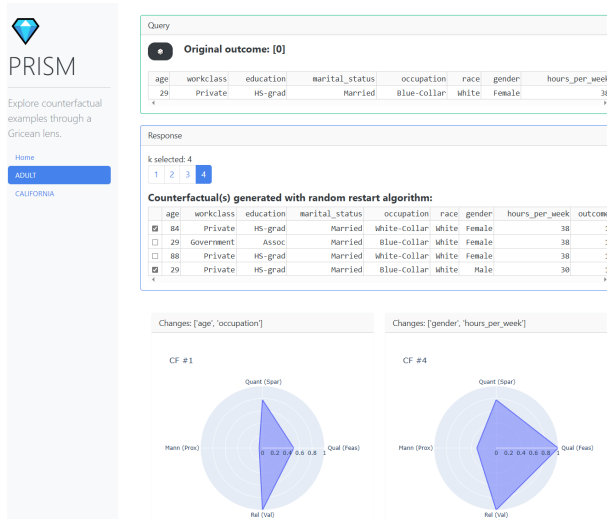 PRISM
Explore counterfactual
examples through a
Gricean lens.
Home
ADULT
CALIFORNIA
Query
Original outcome: [0]
age workclass education marital_status occupation race gender hours_per_week
29 Private HS-grad Married Blue-Collar White Female 38
Response
k selected: 4
1 2 3 4
Counterfactual(s) generated with random restart algorithm:
age workclass education marital_status occupation race gender hours_per_week outcome
84 Private HS-grad Married White-Collar White Female 38
29 Government Assoc Married Blue-Collar White Female 38
88 Private HS-grad Married White-Collar White Female 38
29 Private HS-grad Married Blue-Collar White Male 30
Changes: ['age', 'occupation']
CF #1
Quant (Spar)
Mann (Prox)
0 0.2 0.4 0.6 0.8 1
Qual (Feas)
Rel (Val)
Changes: ['gender', 'hours_per_week']
CF #4
Quant (Spar)
Mann (Prox)
0 0.2 0.4 0.6 0.8 1
Qual (Feas)
Rel (Val)